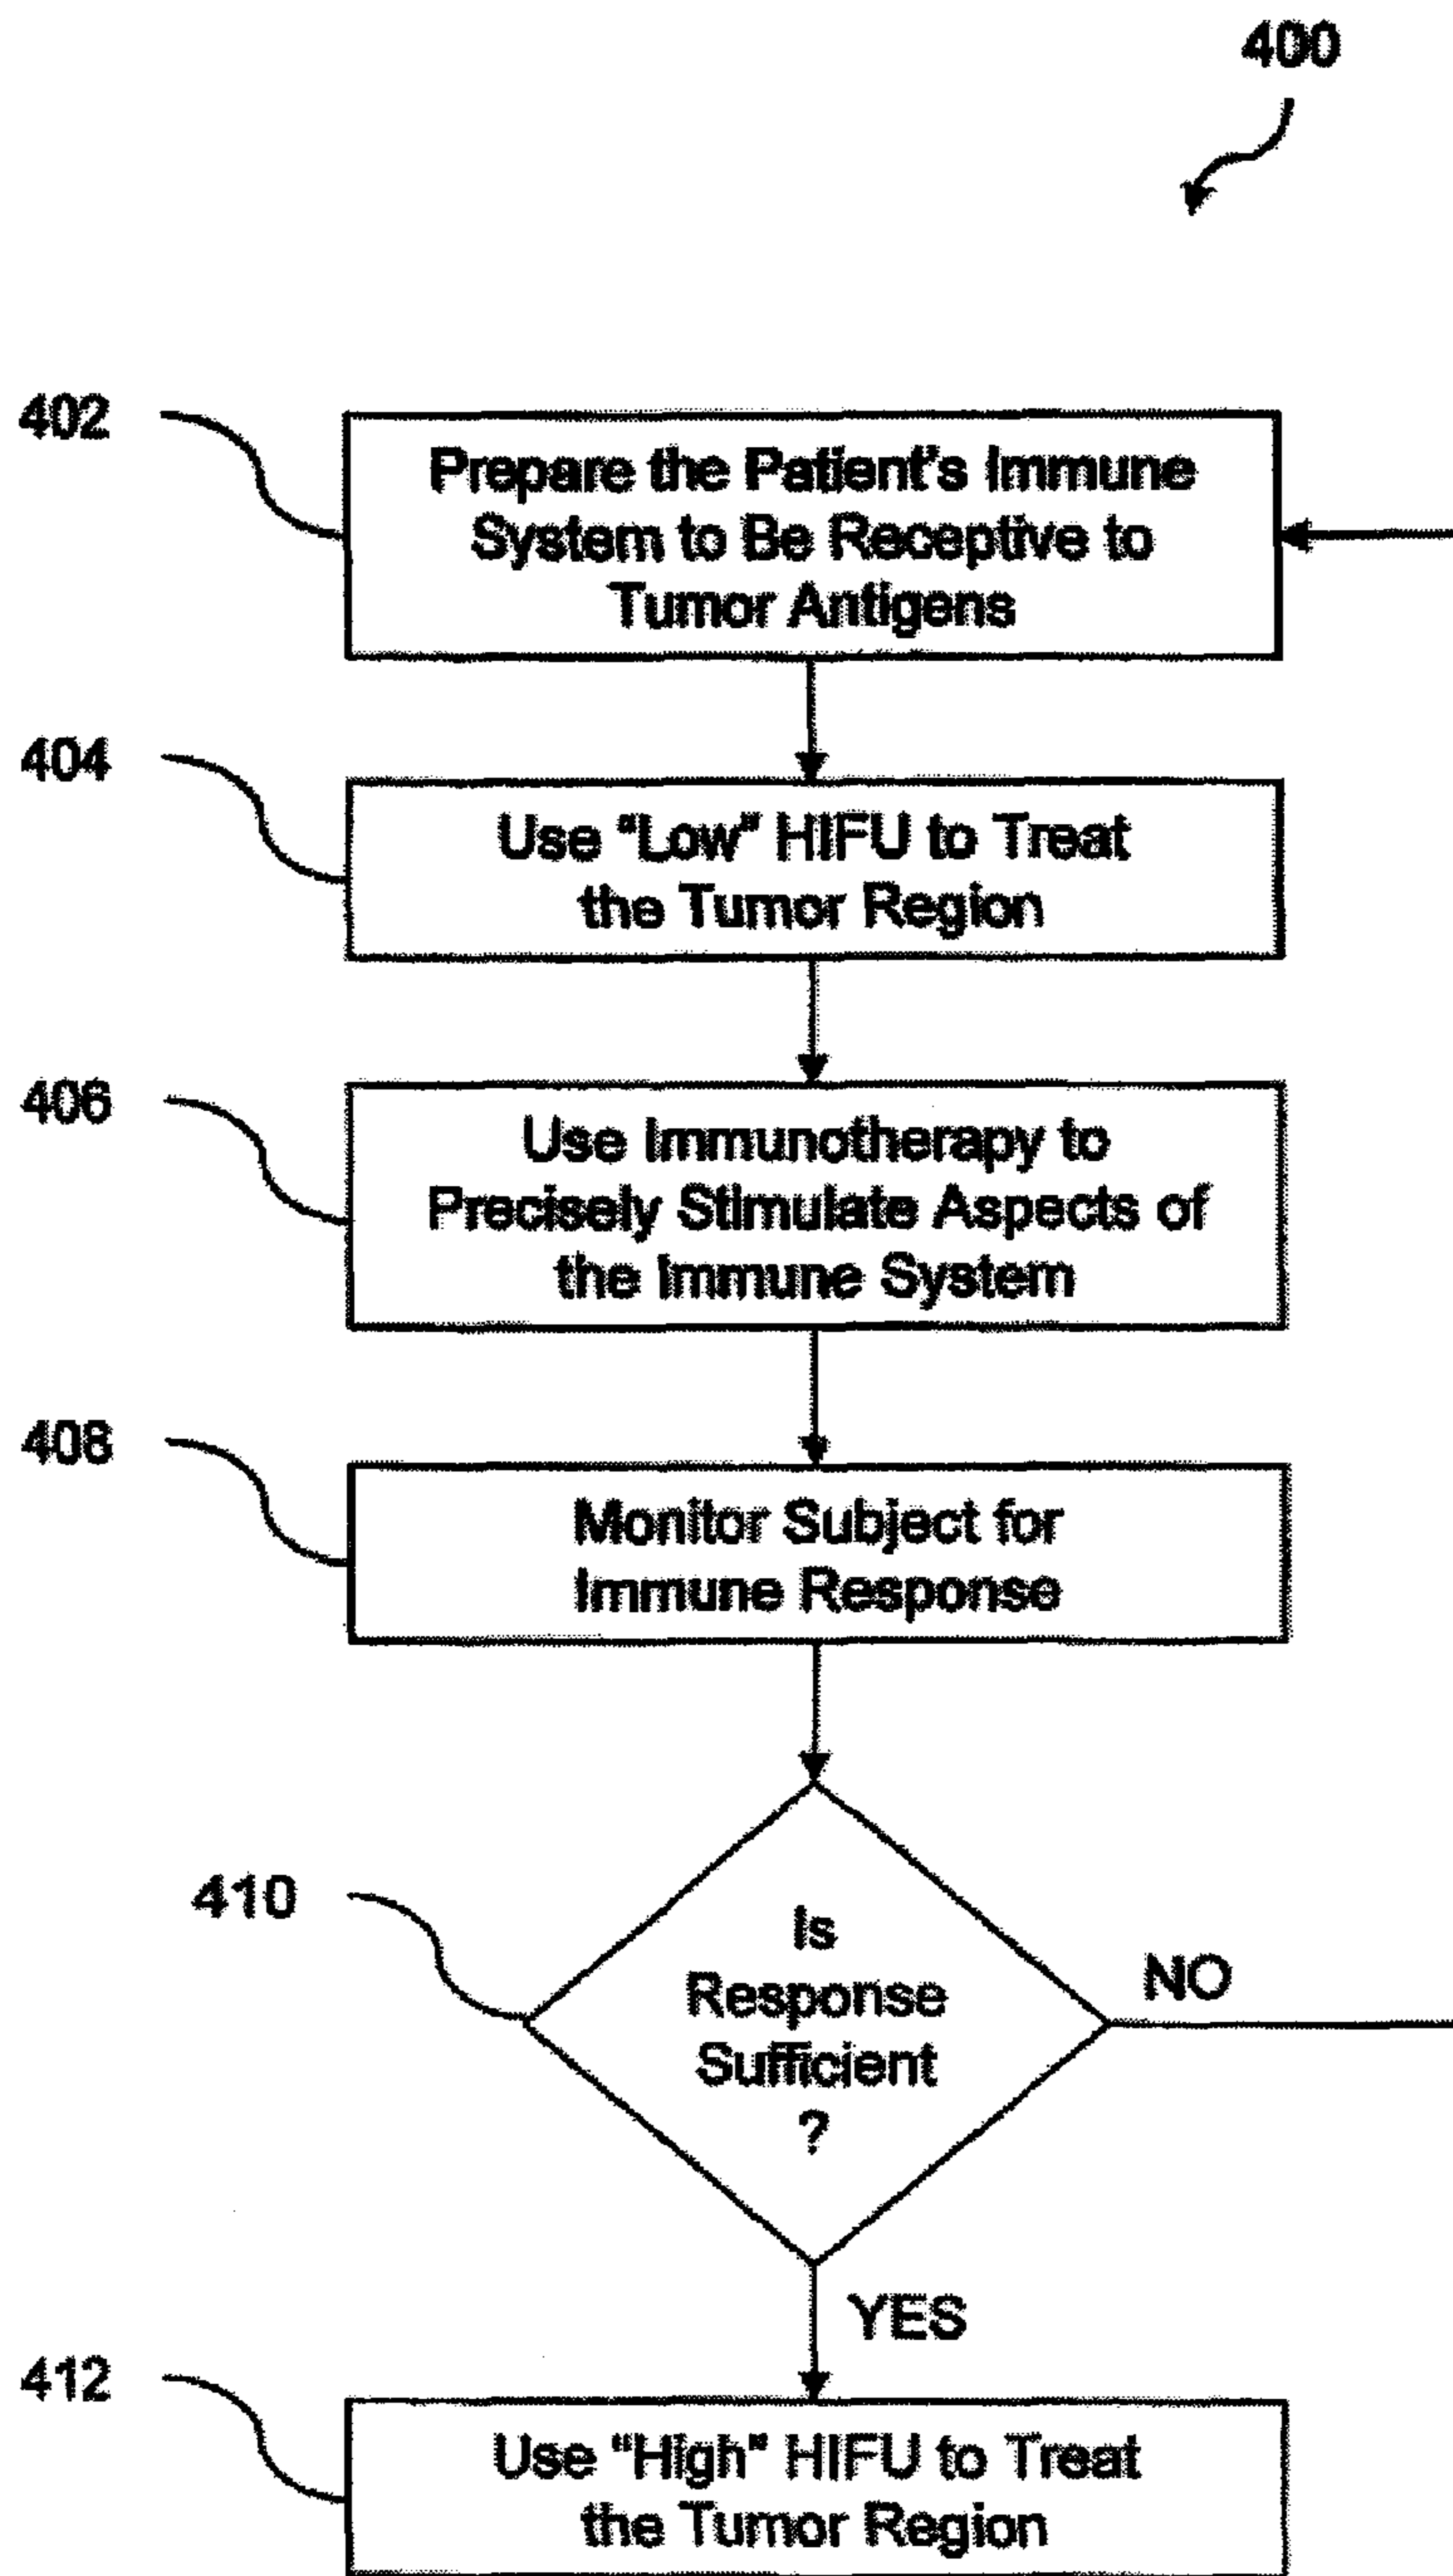 400
402
Prepare the Patient's Immune
System to Be Receptive to
Tumor Antigens
404
Use "Low" HIFU to Treat
the Tumor Region
406
Use Immunotherapy to
Precisely Stimulate Aspects of
the Immune System
408
Monitor Subject for
Immune Response
410
Is
Response
Sufficient
?
NO
YES
412
Use "High" HIFU to Treat
the Tumor Region